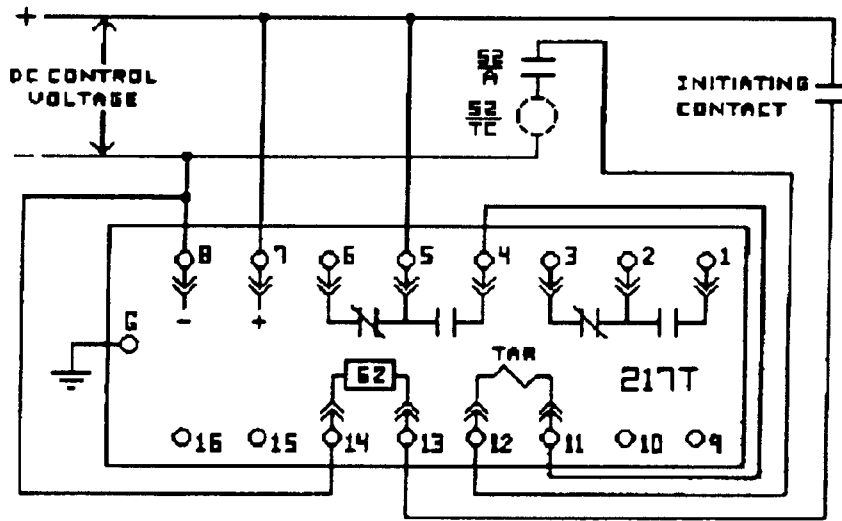 +
DC CONTROL
VOLTAGE
−
52
A
52
TC
INITIATING
CONTACT
8 7 6 5 4 3 2 1
− +
G
62
TAR
217T
16 15 14 13 12 11 10 9